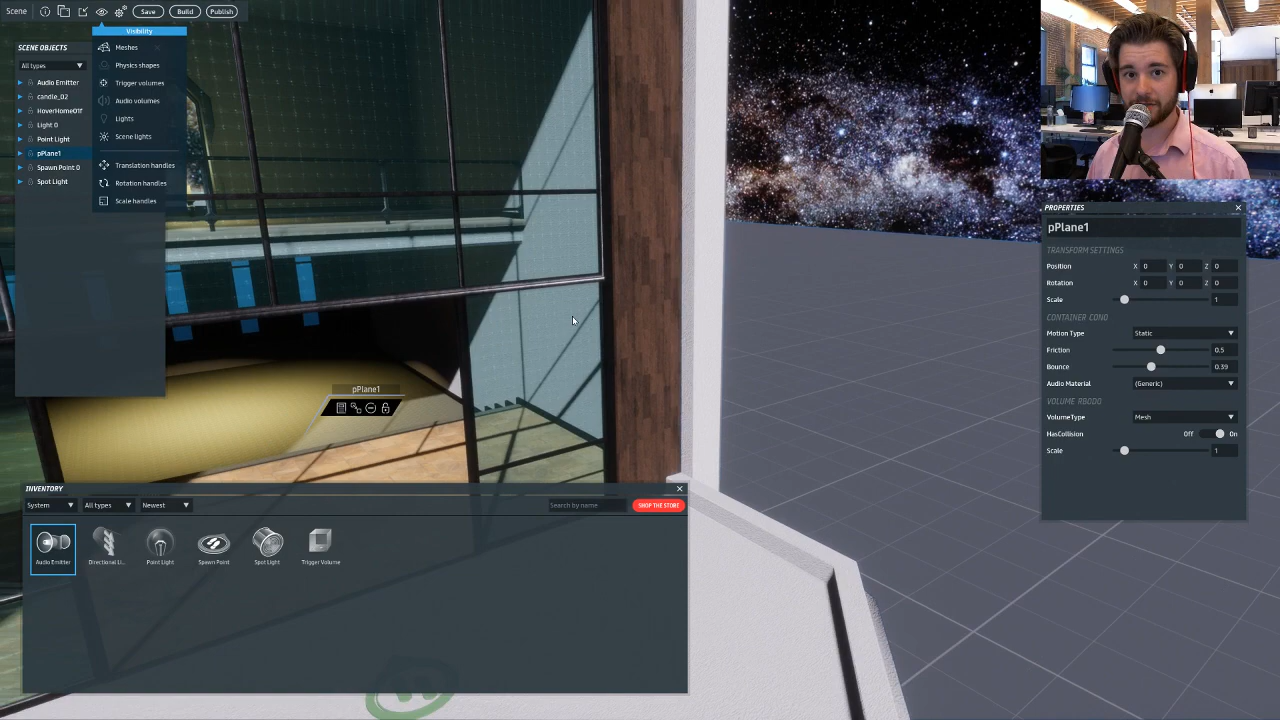 Scene
Save
Build
Publish
Visibility
Meshes
Physics shapes
Trigger volumes
Audio volumes
Lights
Scene lights
Translation handles
Rotation handles
Scale handles
SCENE OBJECTS
All types
Audio Emitter
candle_02
Light 0
Point Light
pPlane1
Spawn Point 0
Spot Light
pPlane1
PROPERTIES
pPlane1
TRANSFORM SETTINGS
Position X 0 Y 0 Z 0
Rotation X 0 Y 0 Z 0
Scale 1
CONTAINER COND
Motion Type Static
Friction 0.5
Bounce 0.39
Audio Material (Generic)
VOLUME RBODO
VolumeType Mesh
HasCollision Off On
Scale 1
INVENTORY
System All types Newest Search by name SHOP THE STORE
Audio Emitter
Directional Li...
Point Light
Spawn Point
Spot Light
Trigger Volume